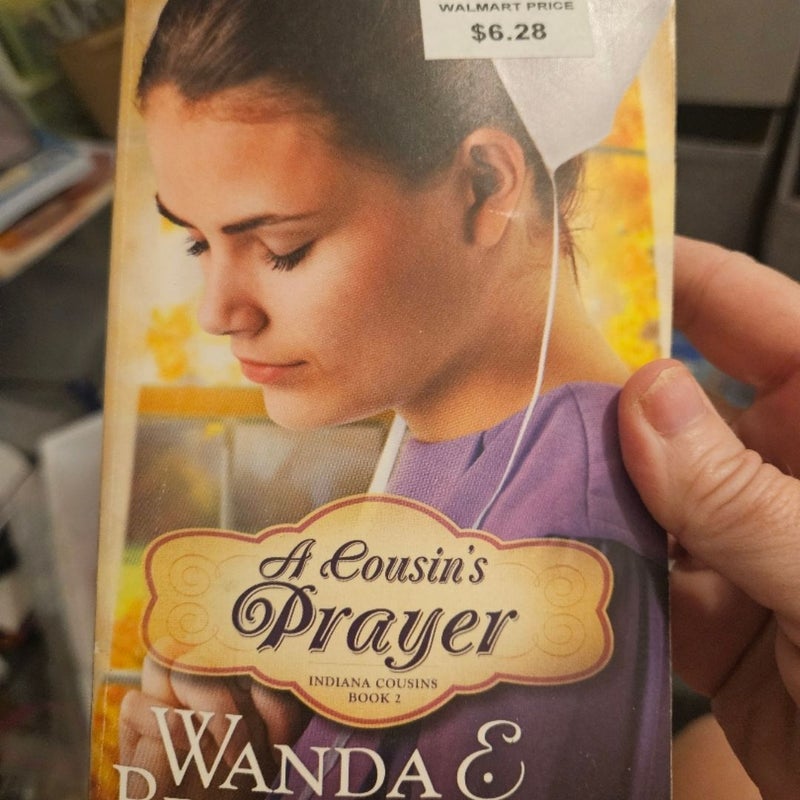 WALMART PRICE
$6.28
A Cousin's
Prayer
INDIANA COUSINS
BOOK 2
WANDA E